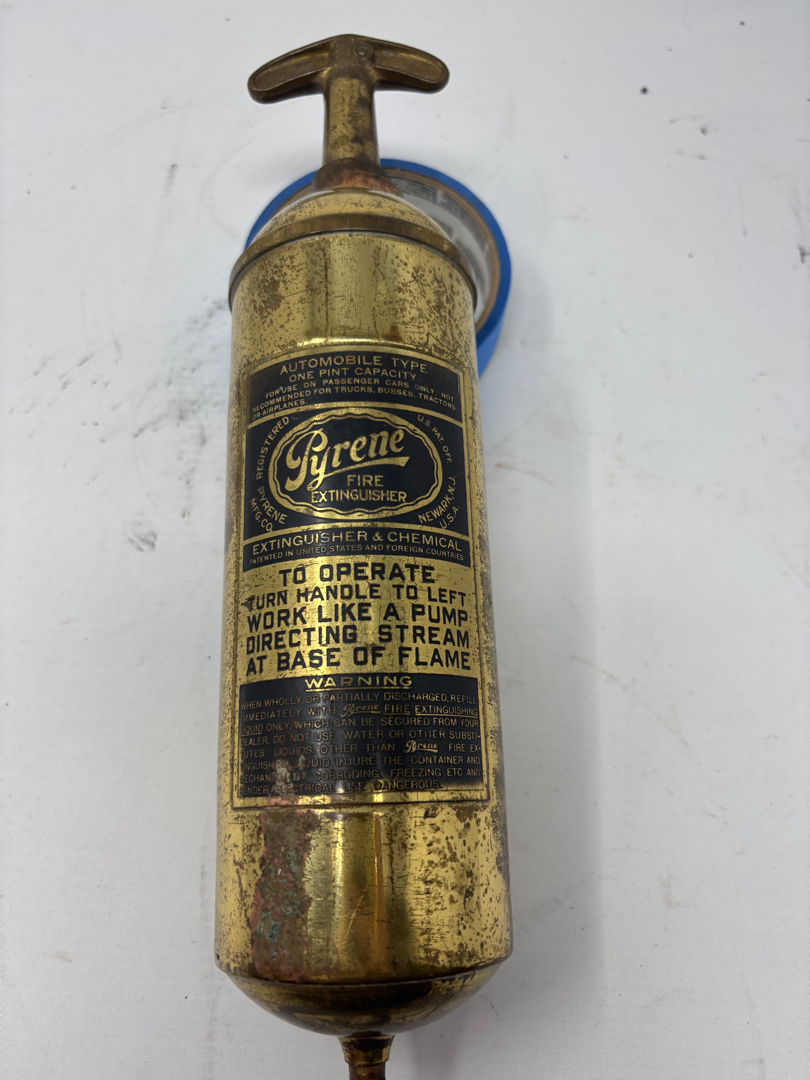 AUTOMOBILE TYPE
ONE PINT CAPACITY
FOR USE ON PASSENGER CARS ONLY, NOT
RECOMMENDED FOR TRUCKS, BUSSES, TRACTORS
OR AIRPLANES.
REGISTERED
U.S. PAT. OFF.
Pyrene
FIRE
EXTINGUISHER
PYRENE
MFG.CO.
NEWARK, N.J.
U.S.A.
EXTINGUISHER & CHEMICAL
PATENTED IN UNITED STATES AND FOREIGN COUNTRIES
TO OPERATE
TURN HANDLE TO LEFT
WORK LIKE A PUMP
DIRECTING STREAM
AT BASE OF FLAME
WARNING
WHEN WHOLLY OR PARTIALLY DISCHARGED, REFILL
IMMEDIATELY WITH Pyrene FIRE EXTINGUISHING
LIQUID ONLY WHICH CAN BE SECURED FROM YOUR
DEALER. DO NOT USE WATER OR OTHER SUBSTI-
TUTES. LIQUIDS OTHER THAN Pyrene FIRE EX-
TINGUISHING LIQUID INJURE THE CONTAINER AND
MECHANISM BY CORRODING, FREEZING ETC AND
RENDER ELECTRICAL USE DANGEROUS.